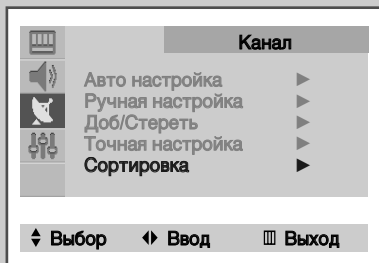 Канал
Авто настройка
Ручная настройка
Доб/Стереть
Точная настройка
Сортировка
Выбор Ввод Выход